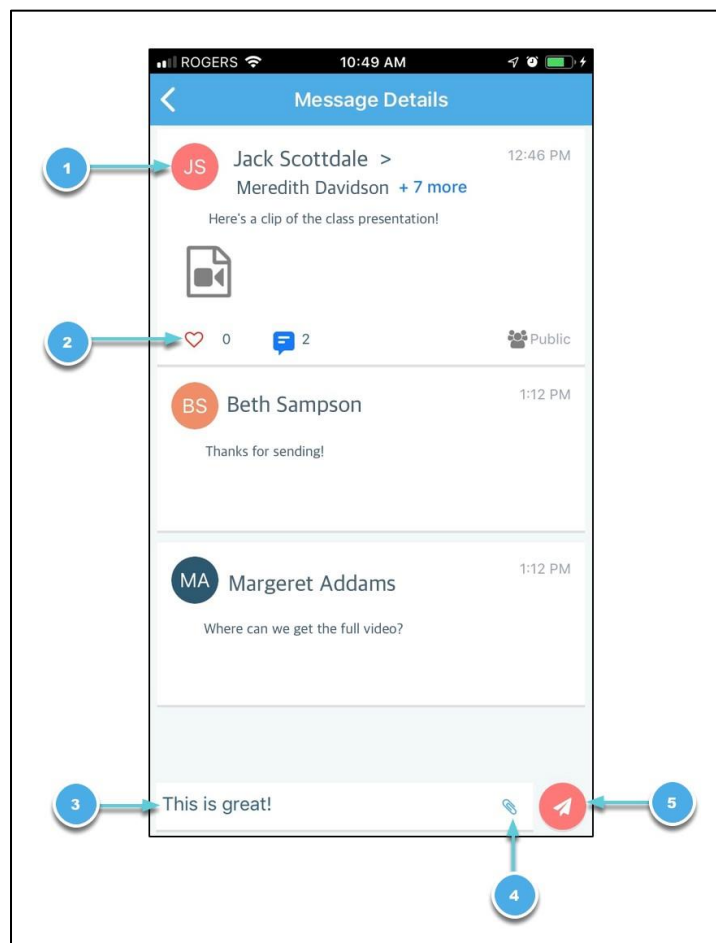 ROGERS 10:49 AM
Message Details
1
JS
Jack Scottdale >
12:46 PM
Meredith Davidson + 7 more
Here's a clip of the class presentation!
2
0
2
Public
BS
Beth Sampson
1:12 PM
Thanks for sending!
MA
Margeret Addams
1:12 PM
Where can we get the full video?
3
This is great!
5
4